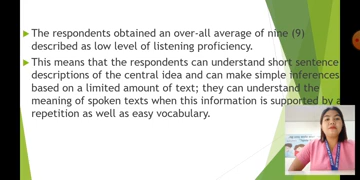 The respondents obtained an over-all average of nine (9)
described as low level of listening proficiency.
This means that the respondents can understand short sentence
descriptions of the central idea and can make simple inferences
based on a limited amount of text; they can understand the
meaning of spoken texts when this information is supported by a
repetition as well as easy vocabulary.